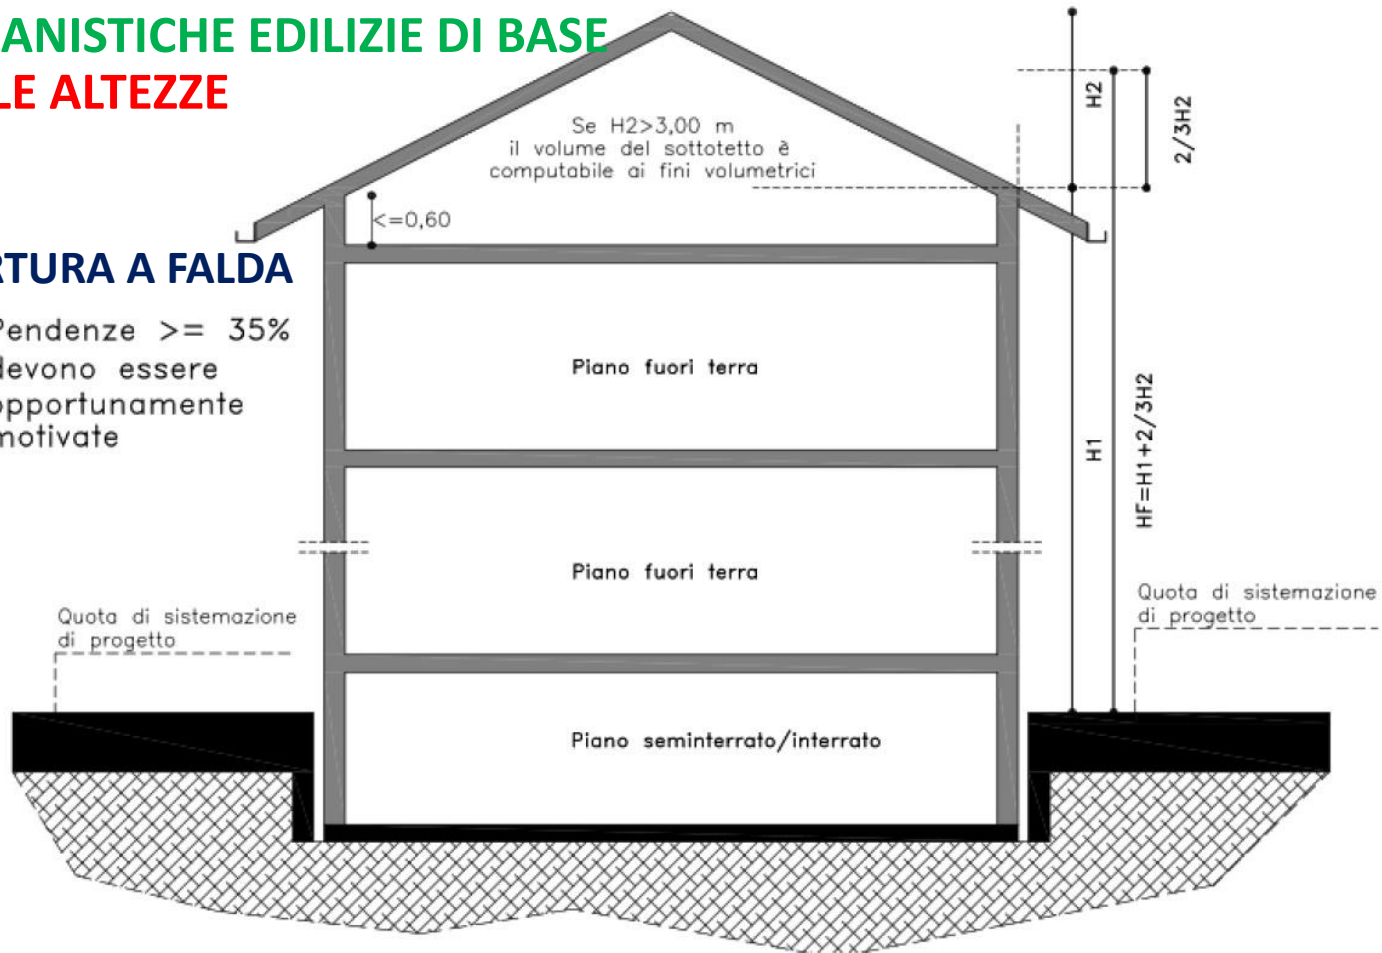 ANISTICHE EDILIZIE DI BASE
LE ALTEZZE
Se H2>3,00 m
il volume del sottotetto è
computabile ai fini volumetrici
H2
2/3H2
<=0,60
RTURA A FALDA
Pendenze >= 35%
devono essere
opportunamente
motivate
Piano fuori terra
H1
HF=H1+2/3H2
Piano fuori terra
Quota di sistemazione
di progetto
Quota di sistemazione
di progetto
Piano seminterrato/interrato